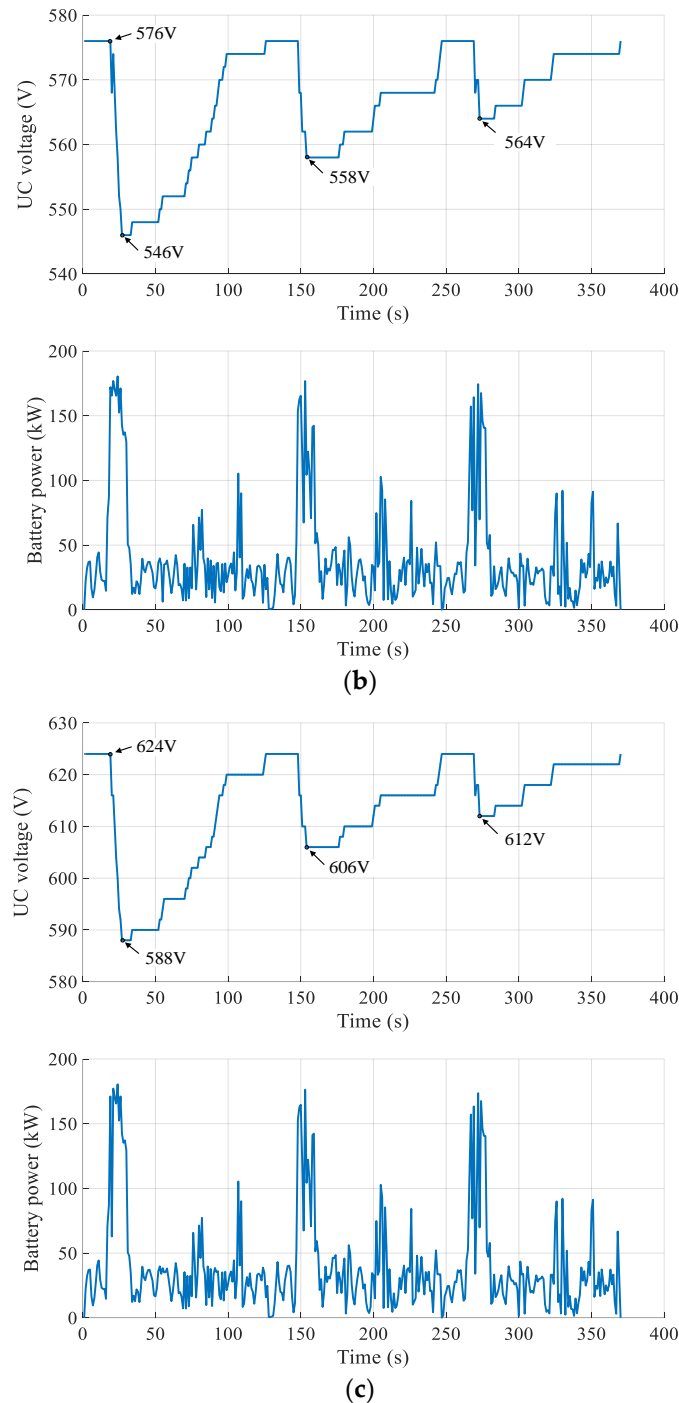 UC voltage (V)
580
570
560
550
540
576V
546V
558V
564V
0 50 100 150 200 250 300 350 400
Time (s)
Battery power (kW)
200
150
100
50
0
0 50 100 150 200 250 300 350 400
Time (s)
(b)
UC voltage (V)
630
620
610
600
590
580
624V
588V
606V
612V
0 50 100 150 200 250 300 350 400
Time (s)
Battery power (kW)
200
150
100
50
0
0 50 100 150 200 250 300 350 400
Time (s)
(c)